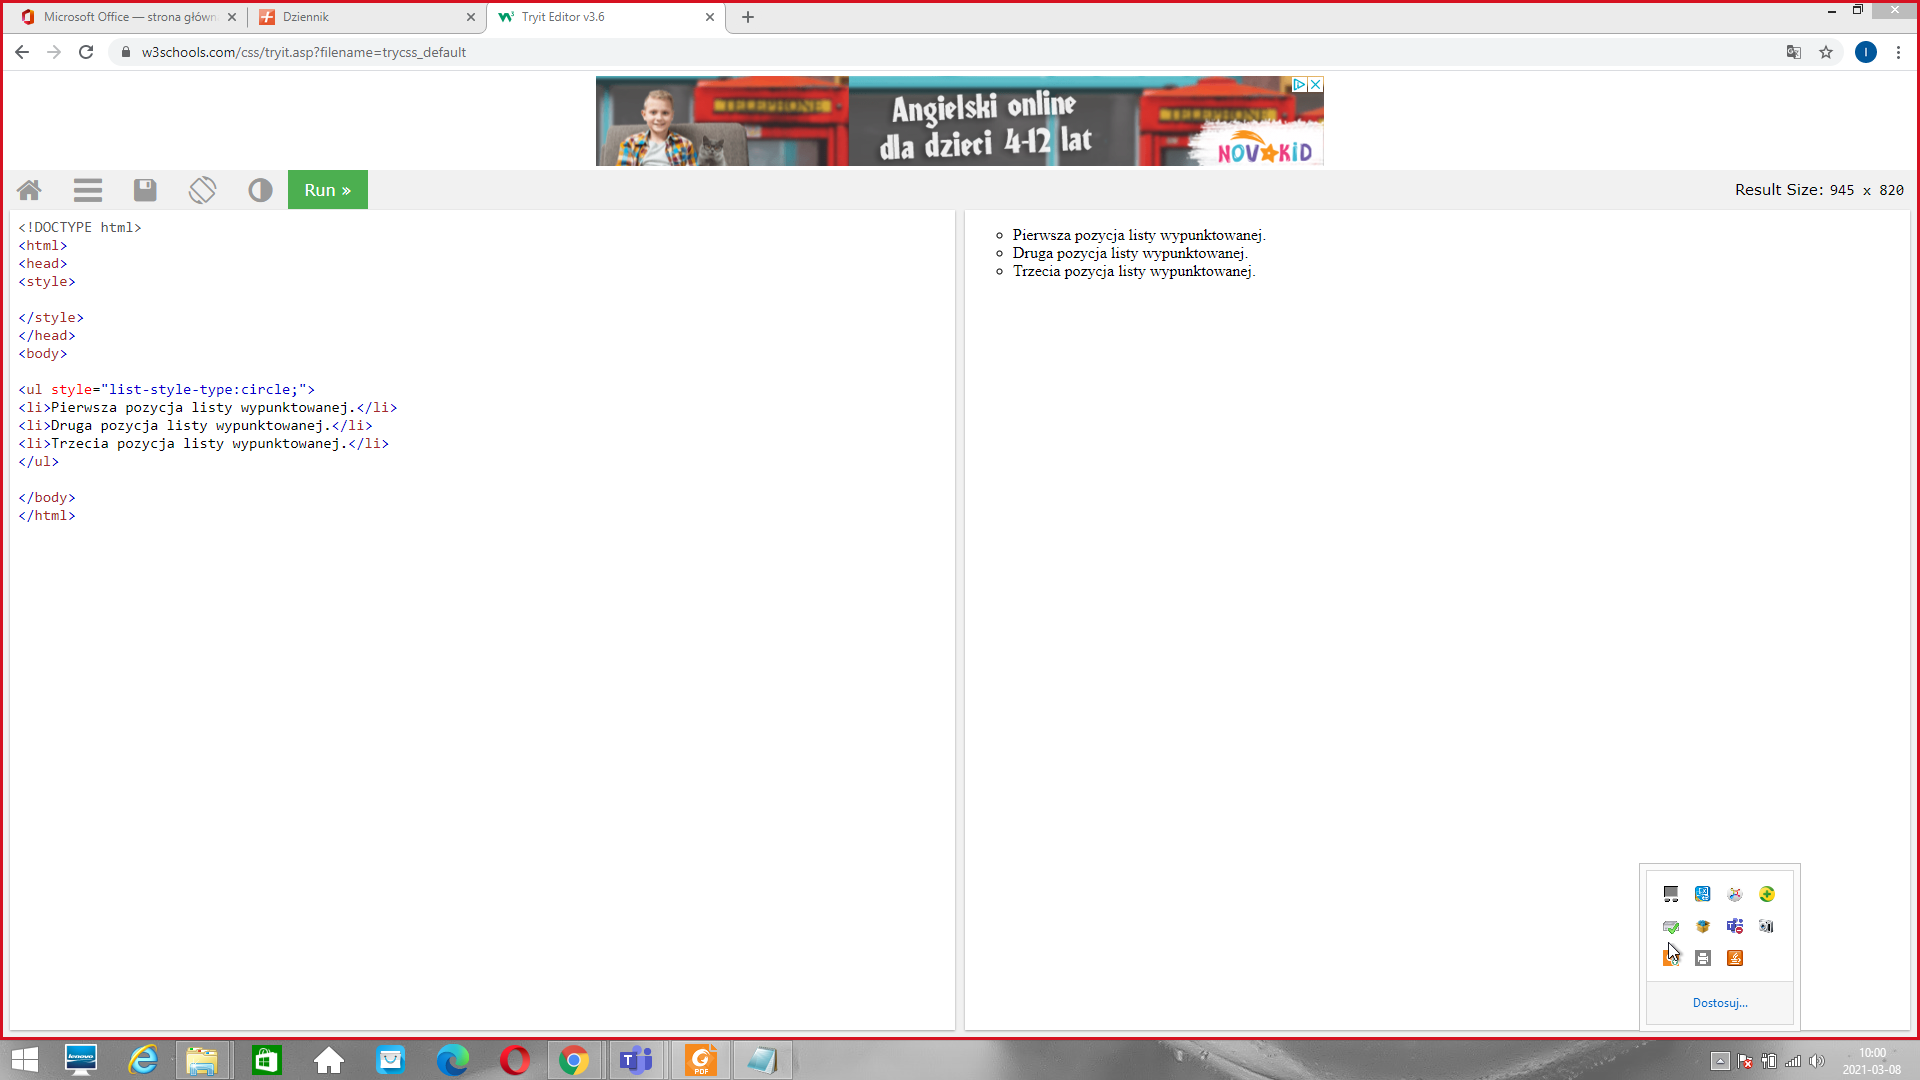 Microsoft Office — strona główn
Dziennik
Tryit Editor v3.6
w3schools.com/css/tryit.asp?filename=trycss_default
I
TELEPHONE
Angielski online
dla dzieci 4-12 lat
NOVAKID
Run »
Result Size: 945 x 820
<!DOCTYPE html>
<html>
<head>
<style>
</style>
</head>
<body>
<ul style="list-style-type:circle;">
<li>Pierwsza pozycja listy wypunktowanej.</li>
<li>Druga pozycja listy wypunktowanej.</li>
<li>Trzecia pozycja listy wypunktowanej.</li>
</ul>
</body>
</html>
Pierwsza pozycja listy wypunktowanej.
Druga pozycja listy wypunktowanej.
Trzecia pozycja listy wypunktowanej.
Dostosuj...
lenovo
PDF
10:00
2021-03-08